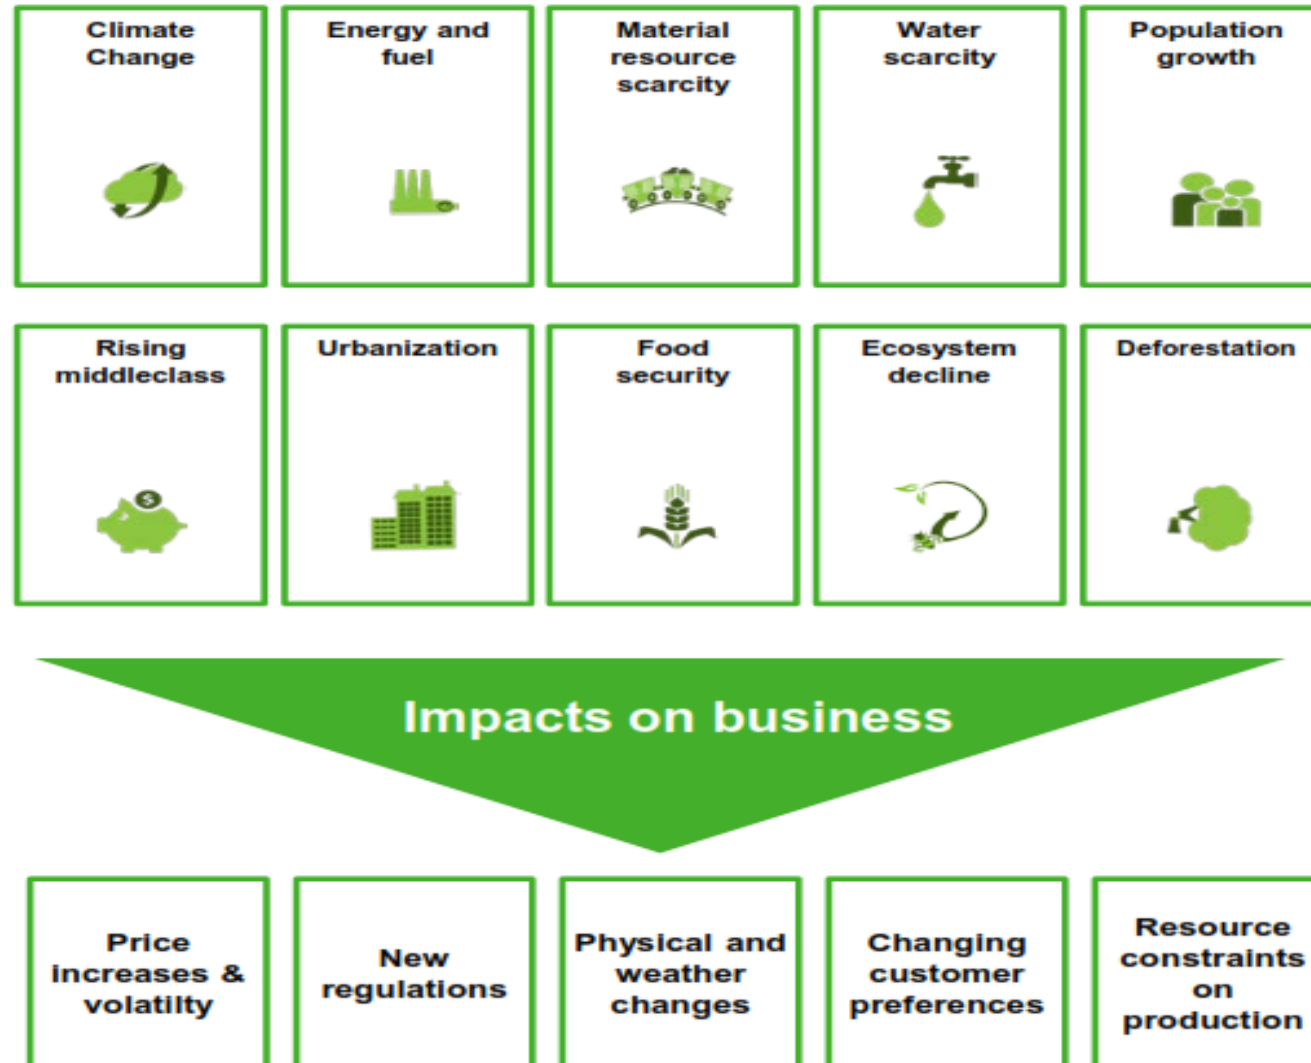 Climate
Change
Energy and
fuel
Material
resource
scarcity
Water
scarcity
Population
growth
Rising
middleclass
Urbanization
Food
security
Ecosystem
decline
Deforestation
Impacts on business
Price
increases &
volatilty
New
regulations
Physical and
weather
changes
Changing
customer
preferences
Resource
constraints
on
production